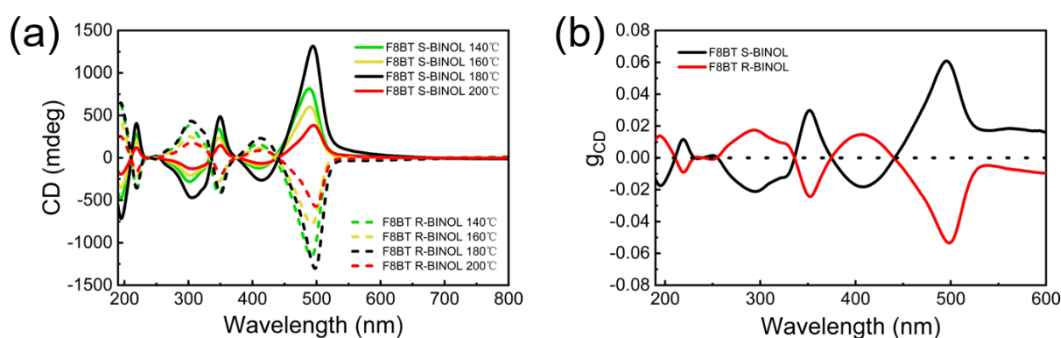 (a)
CD (mdeg)
1500
1000
500
0
-500
-1000
-1500
F8BT S-BINOL 140℃
F8BT S-BINOL 160℃
F8BT S-BINOL 180℃
F8BT S-BINOL 200℃
F8BT R-BINOL 140℃
F8BT R-BINOL 160℃
F8BT R-BINOL 180℃
F8BT R-BINOL 200℃
200 300 400 500 600 700 800
Wavelength (nm)
(b)
gCD
0.08
0.06
0.04
0.02
0.00
-0.02
-0.04
-0.06
-0.08
F8BT S-BINOL
F8BT R-BINOL
200 300 400 500 600
Wavelength (nm)